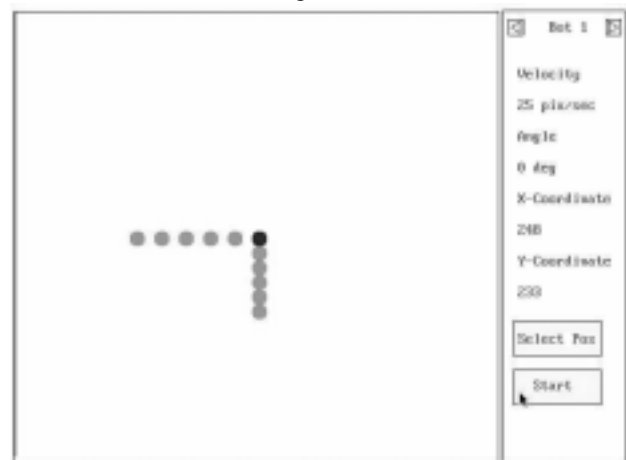 Bot 1
Velocity
25 pix/sec
Angle
0 deg
X-Coordinate
248
Y-Coordinate
233
Select Pos
Start